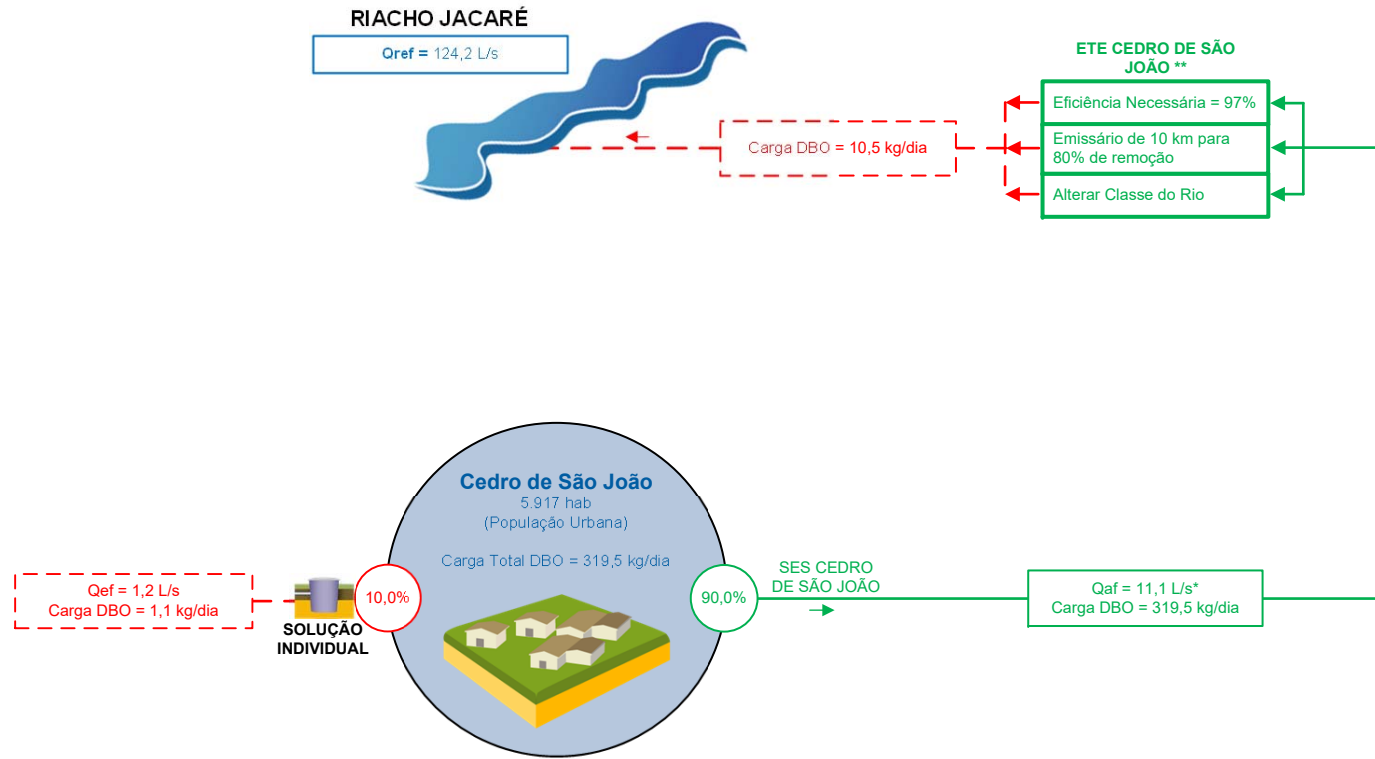 RIACHO JACARÉ
Qref = 124,2 L/s
ETE CEDRO DE SÃO
JOÃO **
Eficiência Necessária = 97%
Emissário de 10 km para
80% de remoção
Alterar Classe do Rio
Carga DBO = 10,5 kg/dia
Cedro de São João
5.917 hab
(População Urbana)
Carga Total DBO = 319,5 kg/dia
Qef = 1,2 L/s
Carga DBO = 1,1 kg/dia
SOLUÇÃO
INDIVIDUAL
10,0%
90,0%
SES CEDRO
DE SÃO JOÃO
Qaf = 11,1 L/s*
Carga DBO = 319,5 kg/dia